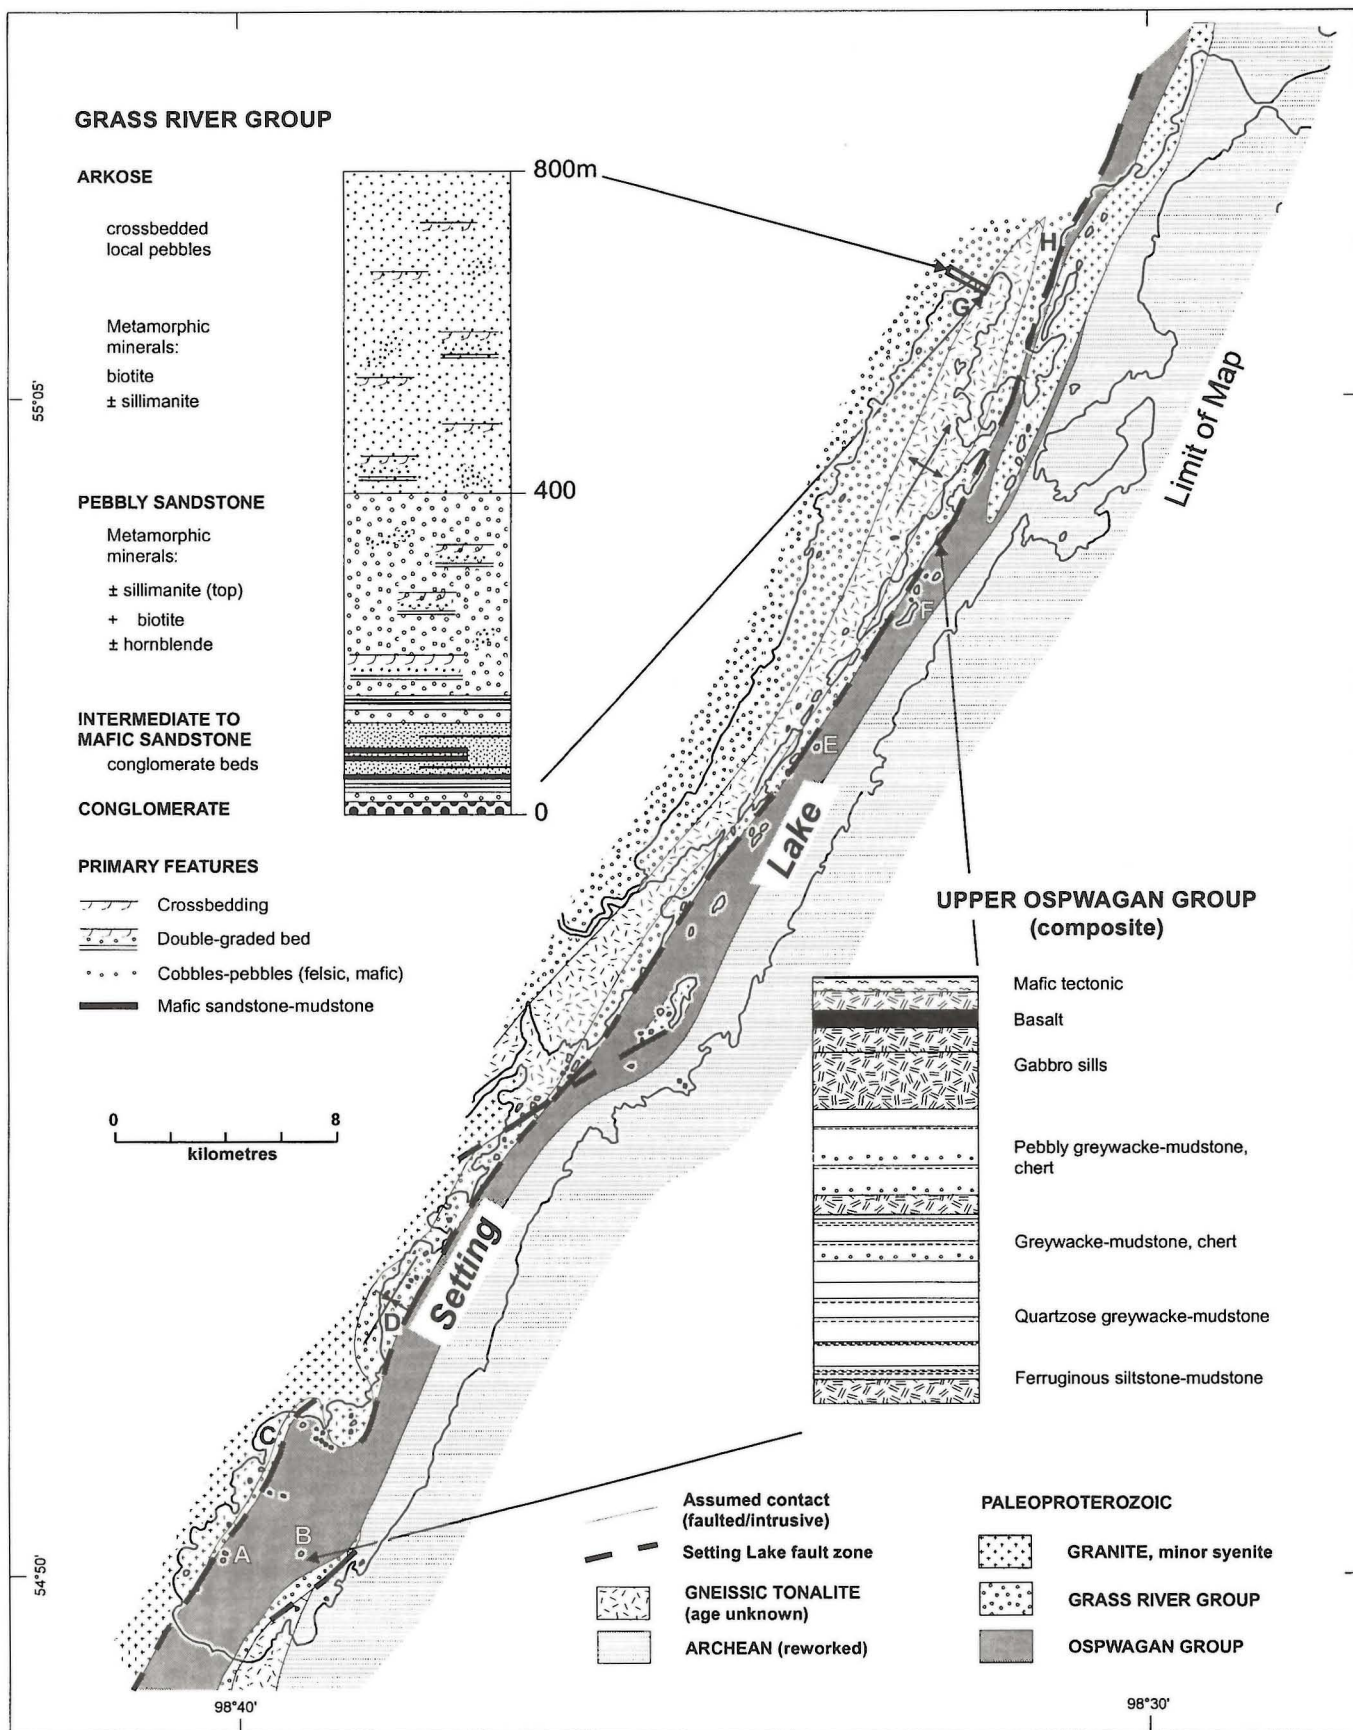 GRASS RIVER GROUP
ARKOSE
crossbedded
local pebbles
Metamorphic
minerals:
biotite
± sillimanite
PEBBLY SANDSTONE
Metamorphic
minerals:
± sillimanite (top)
+ biotite
± hornblende
INTERMEDIATE TO
MAFIC SANDSTONE
conglomerate beds
CONGLOMERATE
800m
400
0
PRIMARY FEATURES
Crossbedding
Double-graded bed
Cobbles-pebbles (felsic, mafic)
Mafic sandstone-mudstone
0 8
kilometres
55°05'
54°50'
98°40'
98°30'
H
G
F
E
D
C
B
A
Limit of Map
Setting
Lake
UPPER OSPWAGAN GROUP
(composite)
Mafic tectonic
Basalt
Gabbro sills
Pebbly greywacke-mudstone,
chert
Greywacke-mudstone, chert
Quartzose greywacke-mudstone
Ferruginous siltstone-mudstone
Assumed contact
(faulted/intrusive)
Setting Lake fault zone
GNEISSIC TONALITE
(age unknown)
ARCHEAN (reworked)
PALEOPROTEROZOIC
GRANITE, minor syenite
GRASS RIVER GROUP
OSPWAGAN GROUP